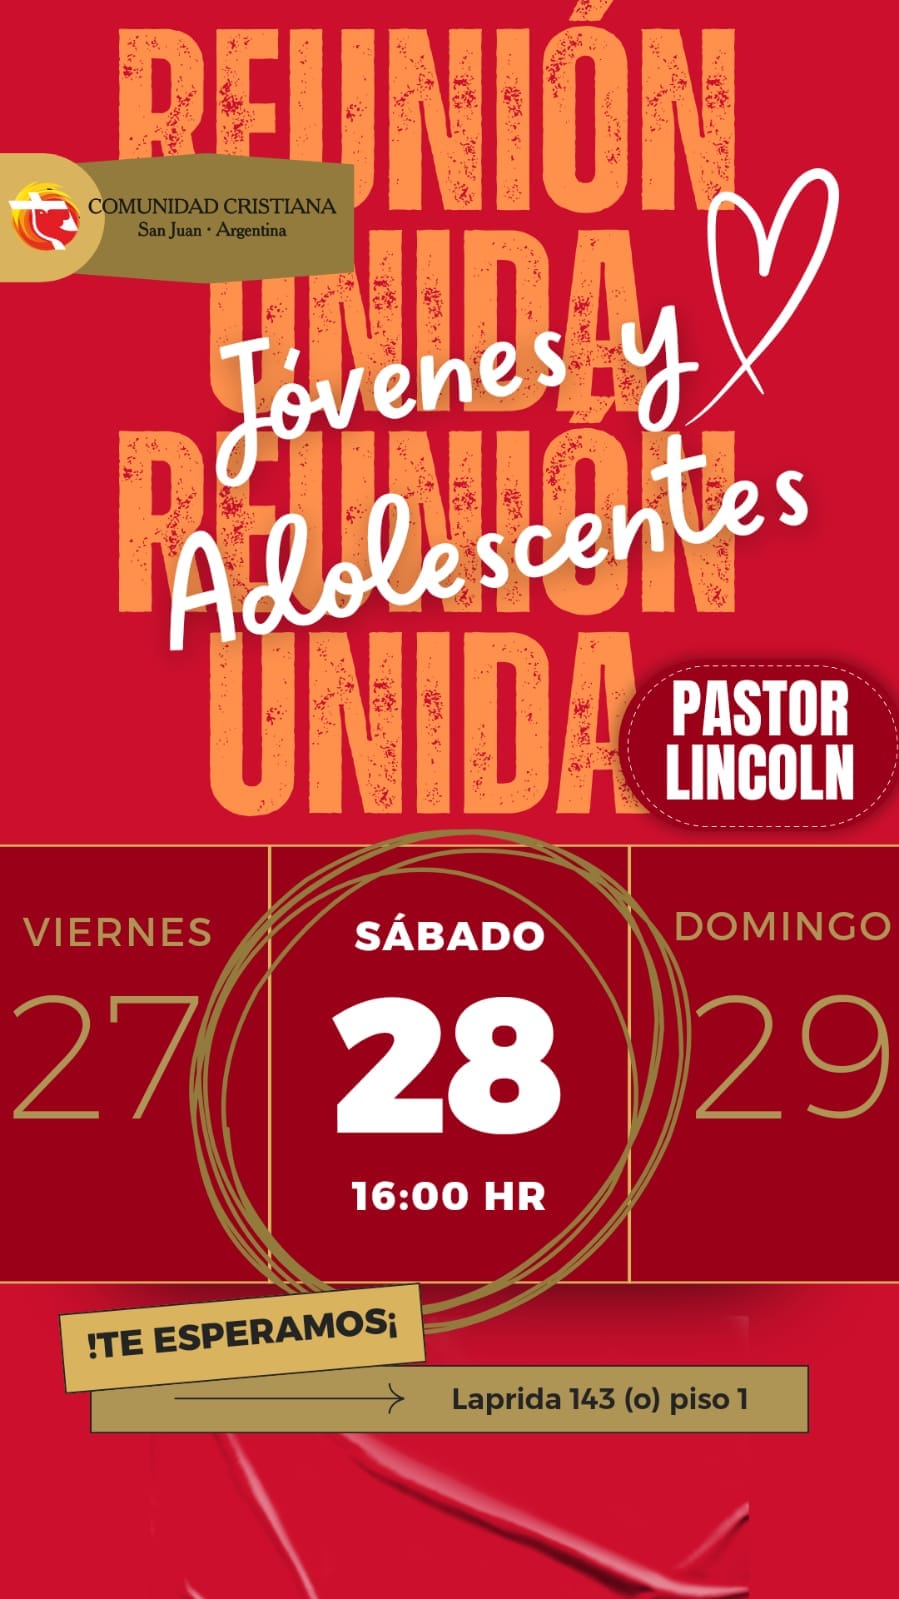 REUNIÓN
COMUNIDAD CRISTIANA
San Juan · Argentina
UNIDA
Jóvenes y
REUNIÓN
Adolescentes
UNIDA
PASTOR
LINCOLN
VIERNES
27
SÁBADO
28
16:00 HR
DOMINGO
29
!TE ESPERAMOS¡
Laprida 143 (o) piso 1